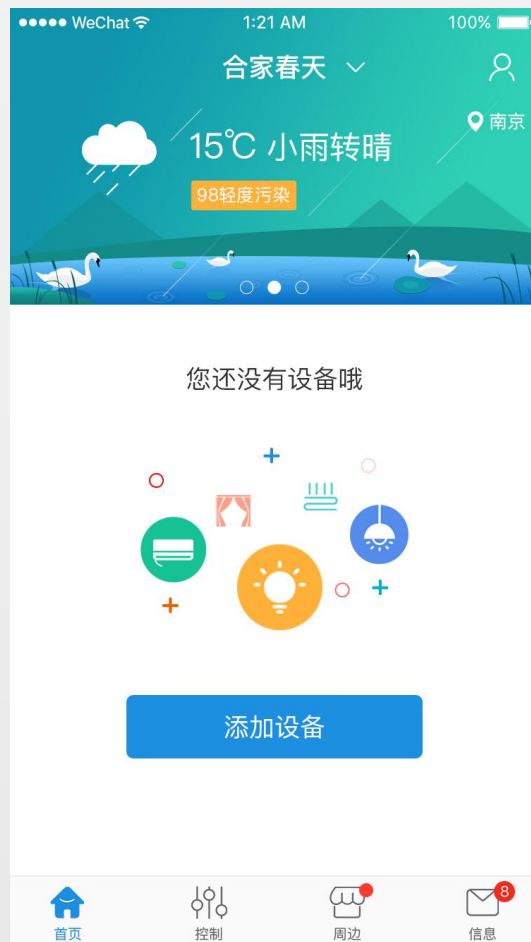 WeChat 1:21 AM 100%
合家春天
南京
15℃ 小雨转晴
98轻度污染
您还没有设备哦
添加设备
8
首页 控制 周边 信息